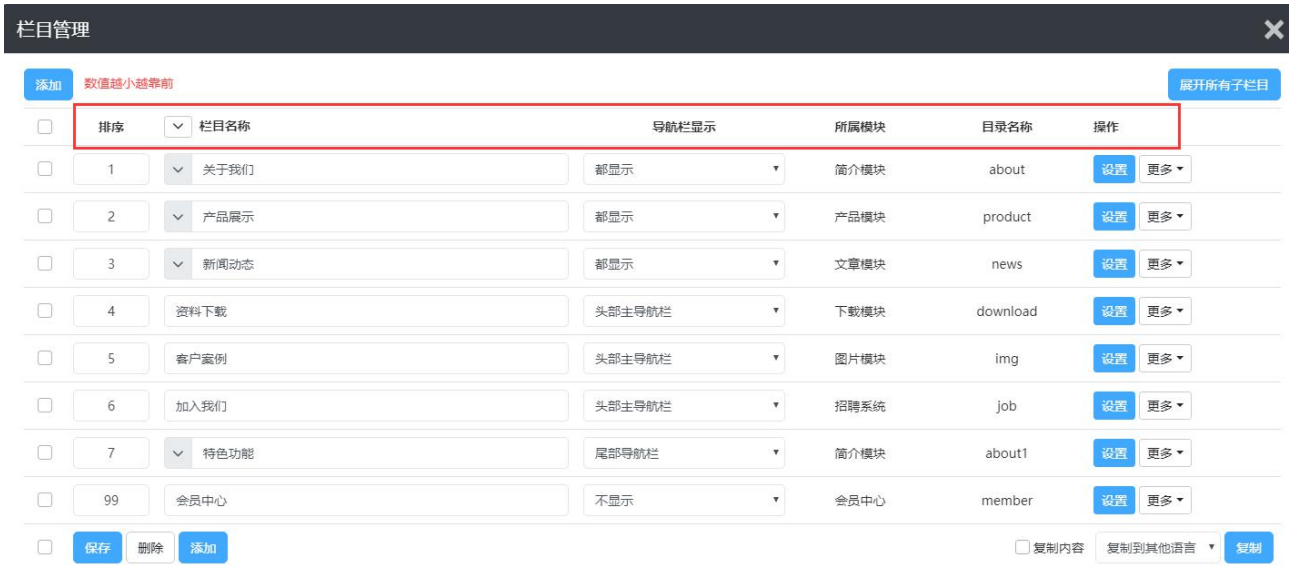 栏目管理
添加 数值越小越靠前 展开所有子栏目
排序 栏目名称 导航栏显示 所属模块 目录名称 操作
1 关于我们 都显示 简介模块 about 设置 更多
2 产品展示 都显示 产品模块 product 设置 更多
3 新闻动态 都显示 文章模块 news 设置 更多
4 资料下载 头部主导航栏 下载模块 download 设置 更多
5 客户案例 头部主导航栏 图片模块 img 设置 更多
6 加入我们 头部主导航栏 招聘系统 job 设置 更多
7 特色功能 尾部导航栏 简介模块 about1 设置 更多
99 会员中心 不显示 会员中心 member 设置 更多
保存 删除 添加 复制内容 复制到其他语言 复制